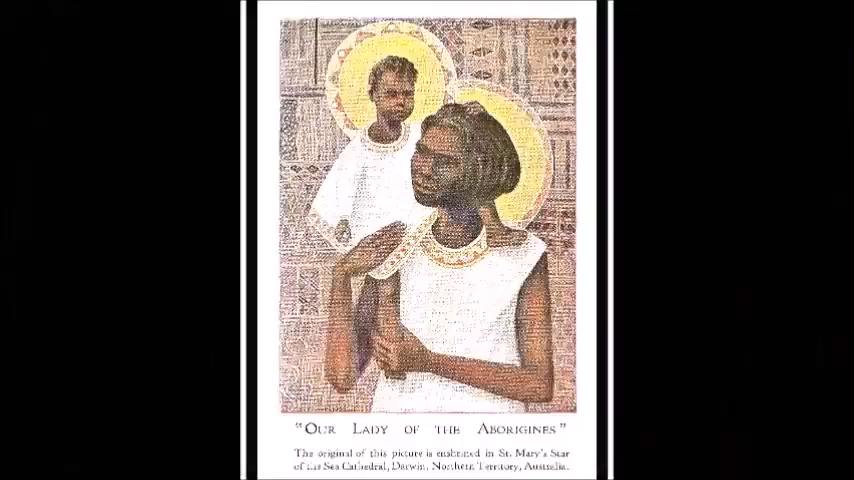 "Our Lady of the Aborigines"
The original of this picture is enshrined in St. Mary's Star
of the Sea Cathedral, Darwin, Northern Territory, Australia.